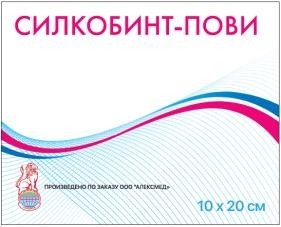 СИЛКОБИНТ-ПОВИ
ПРОИЗВЕДЕНО ПО ЗАКАЗУ ООО "АЛЕКСМЕД"
10 х 20 см